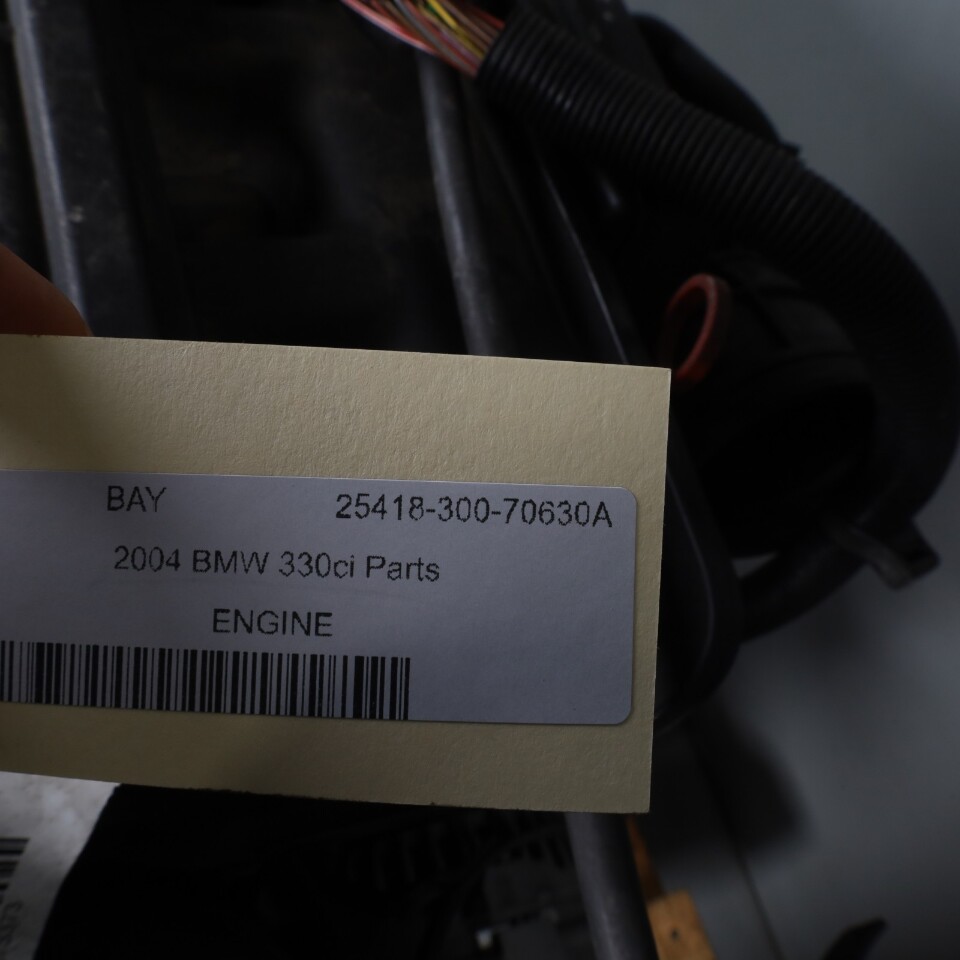 BAY 25418-300-70630A
2004 BMW 330ci Parts
ENGINE